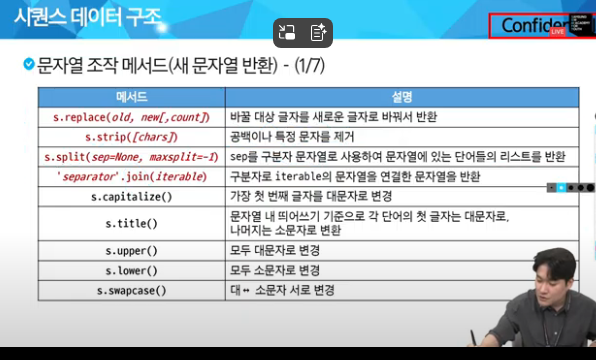 시퀀스 데이터 구조
LIVE
문자열 조작 메서드(새 문자열 반환) - (1/7)
메서드 설명
s.replace(old, new[,count]) 바꿀 대상 글자를 새로운 글자로 바꿔서 반환
s.strip([chars]) 공백이나 특정 문자를 제거
s.split(sep=None, maxsplit=-1) sep를 구분자 문자열로 사용하여 문자열에 있는 단어들의 리스트를 반환
'separator'.join(iterable) 구분자로 iterable의 문자열을 연결한 문자열을 반환
s.capitalize() 가장 첫 번째 글자를 대문자로 변경
s.title() 문자열 내 띄어쓰기 기준으로 각 단어의 첫 글자는 대문자로,
나머지는 소문자로 변환
s.upper() 모두 대문자로 변경
s.lower() 모두 소문자로 변경
s.swapcase() 대↔소문자 서로 변경